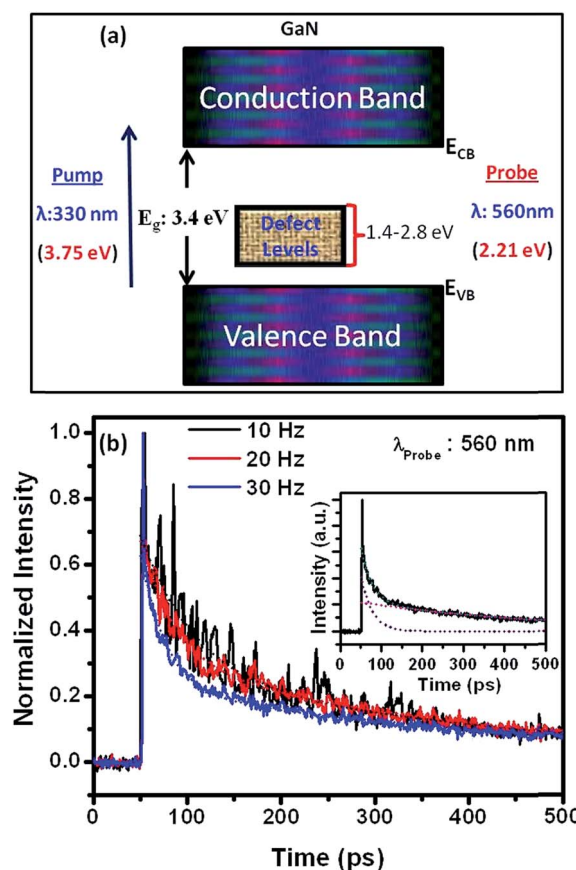 (a)
GaN
Conduction Band
E_CB
Pump
λ:330 nm
(3.75 eV)
E_g: 3.4 eV
Defect
Levels
1.4-2.8 eV
Probe
λ: 560nm
(2.21 eV)
E_VB
Valence Band
(b)
10 Hz
20 Hz
30 Hz
λ_Probe : 560 nm
Normalized Intensity
1.0
0.8
0.6
0.4
0.2
0.0
Intensity (a.u.)
0 100 200 300 400 500
Time (ps)
0 100 200 300 400 500
Time (ps)